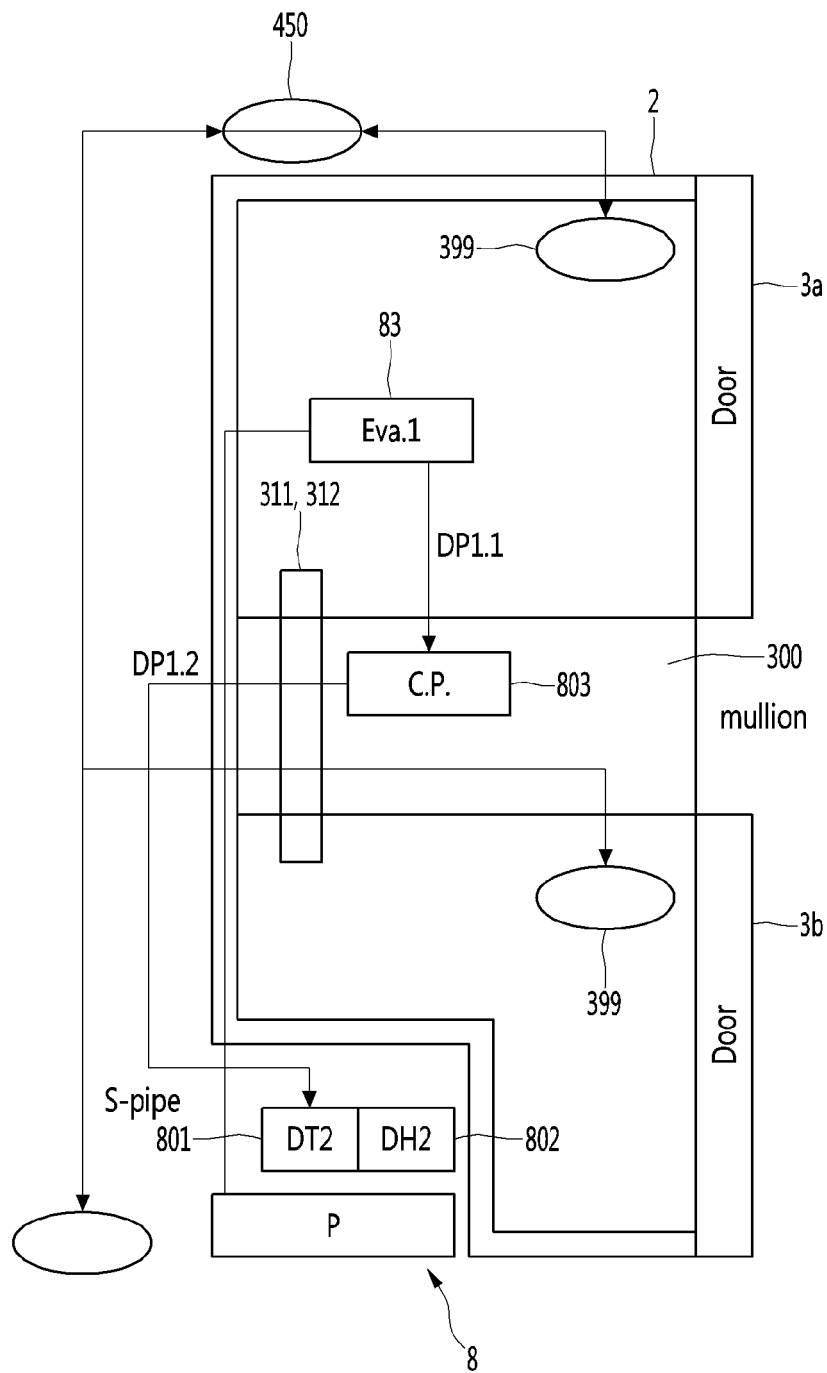 450
2
399
3a
83
Door
Eva.1
311, 312
DP1.1
DP1.2
300
C.P.
803
mullion
3b
399
Door
S-pipe
801
DT2
DH2
802
P
8